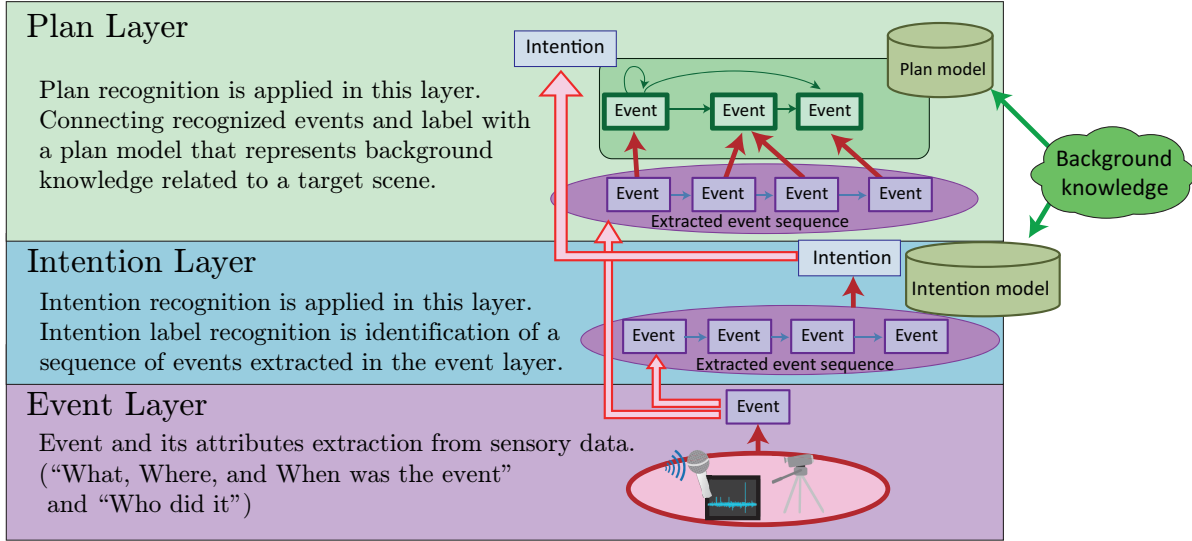 Plan Layer
Plan recognition is applied in this layer.
Connecting recognized events and label with
a plan model that represents background
knowledge related to a target scene.
Intention
Plan model
Event Event Event
Event Event Event Event
Extracted event sequence
Background
knowledge
Intention Layer
Intention recognition is applied in this layer.
Intention label recognition is identification of a
sequence of events extracted in the event layer.
Intention
Intention model
Event Event Event Event
Extracted event sequence
Event Layer
Event and its attributes extraction from sensory data.
(“What, Where, and When was the event”
and “Who did it”)
Event